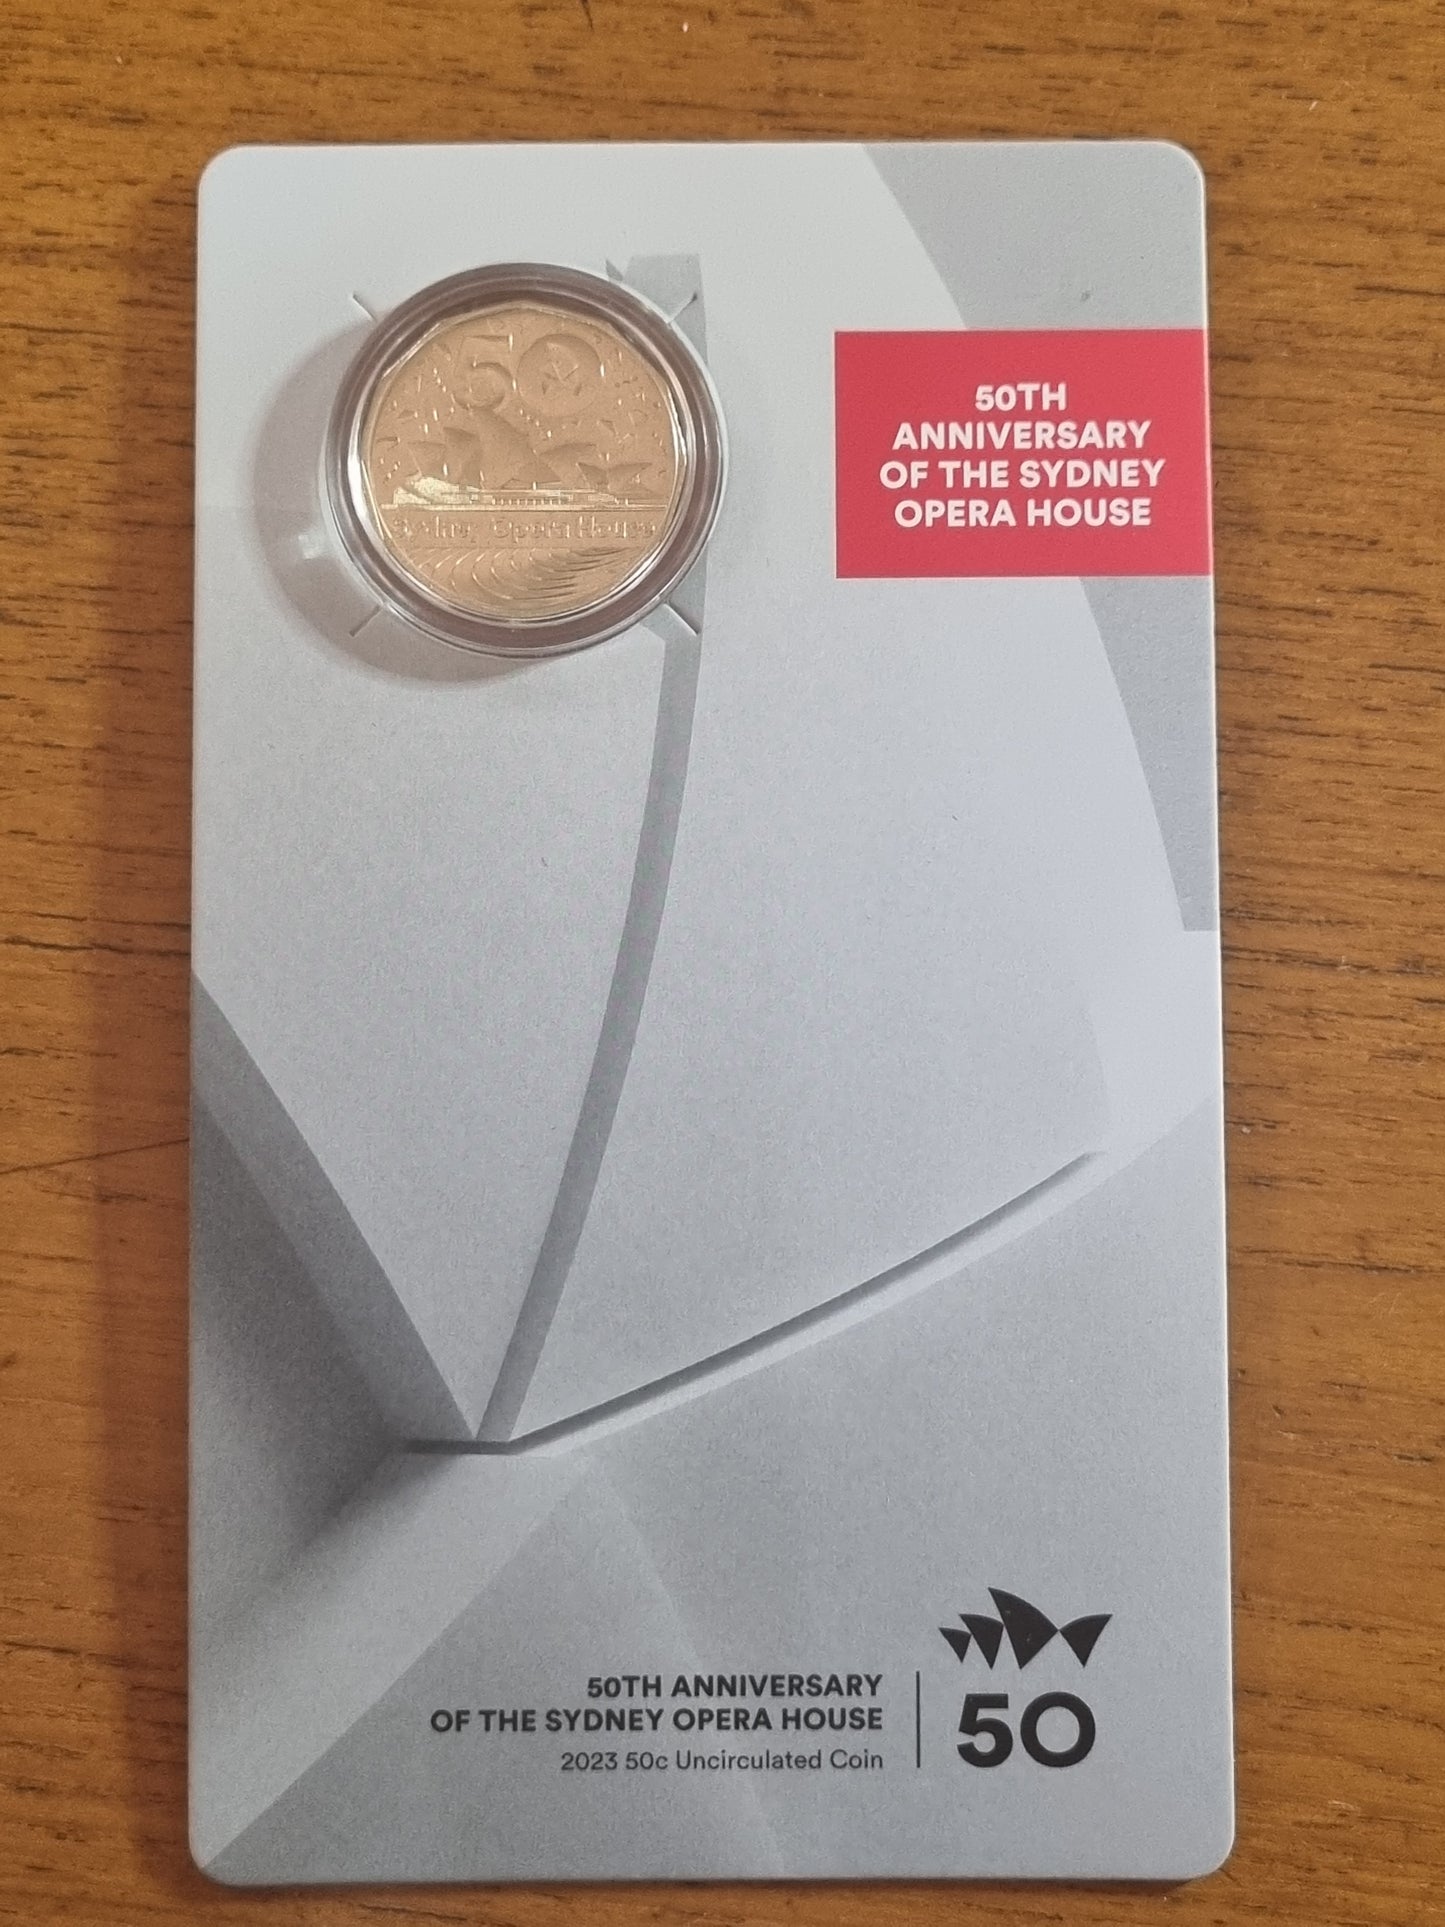 50
Sydney Opera House
50TH
ANNIVERSARY
OF THE SYDNEY
OPERA HOUSE
50TH ANNIVERSARY
OF THE SYDNEY OPERA HOUSE
2023 50c Uncirculated Coin
50